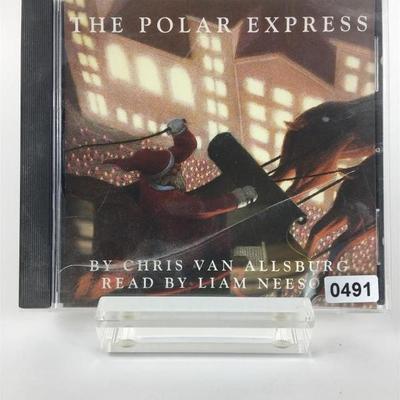 THE POLAR EXPRESS
BY CHRIS VAN ALLSBURG
READ BY LIAM NEESO
0491